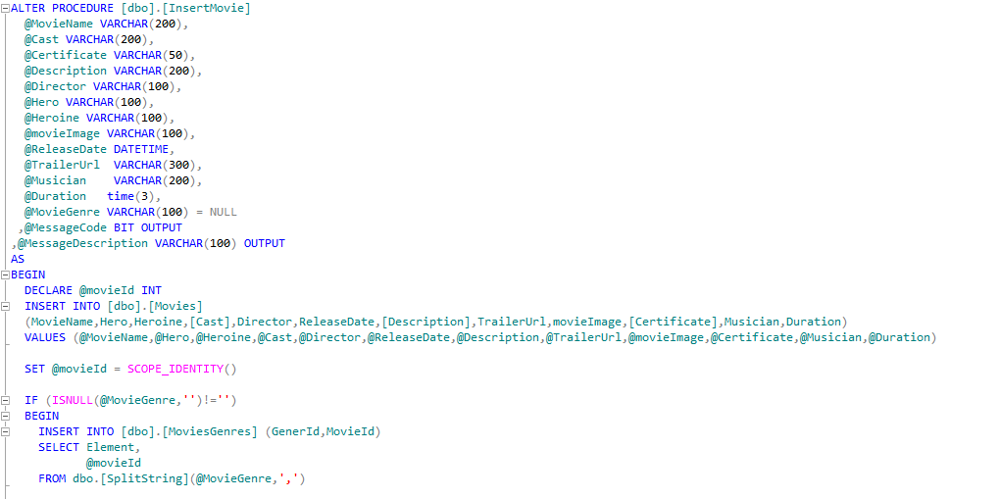 ALTER PROCEDURE [dbo].[InsertMovie]
@MovieName VARCHAR(200),
@Cast VARCHAR(200),
@Certificate VARCHAR(50),
@Description VARCHAR(200),
@Director VARCHAR(100),
@Hero VARCHAR(100),
@Heroine VARCHAR(100),
@movieImage VARCHAR(100),
@ReleaseDate DATETIME,
@TrailerUrl  VARCHAR(300),
@Musician    VARCHAR(200),
@Duration   time(3),
@MovieGenre VARCHAR(100) = NULL
,@MessageCode BIT OUTPUT
,@MessageDescription VARCHAR(100) OUTPUT
AS
BEGIN
DECLARE @movieId INT
INSERT INTO [dbo].[Movies]
(MovieName,Hero,Heroine,[Cast],Director,ReleaseDate,[Description],TrailerUrl,movieImage,[Certificate],Musician,Duration)
VALUES (@MovieName,@Hero,@Heroine,@Cast,@Director,@ReleaseDate,@Description,@TrailerUrl,@movieImage,@Certificate,@Musician,@Duration)
SET @movieId = SCOPE_IDENTITY()
IF (ISNULL(@MovieGenre,'')!='')
BEGIN
INSERT INTO [dbo].[MoviesGenres] (GenerId,MovieId)
SELECT Element,
@movieId
FROM dbo.[SplitString](@MovieGenre,',')